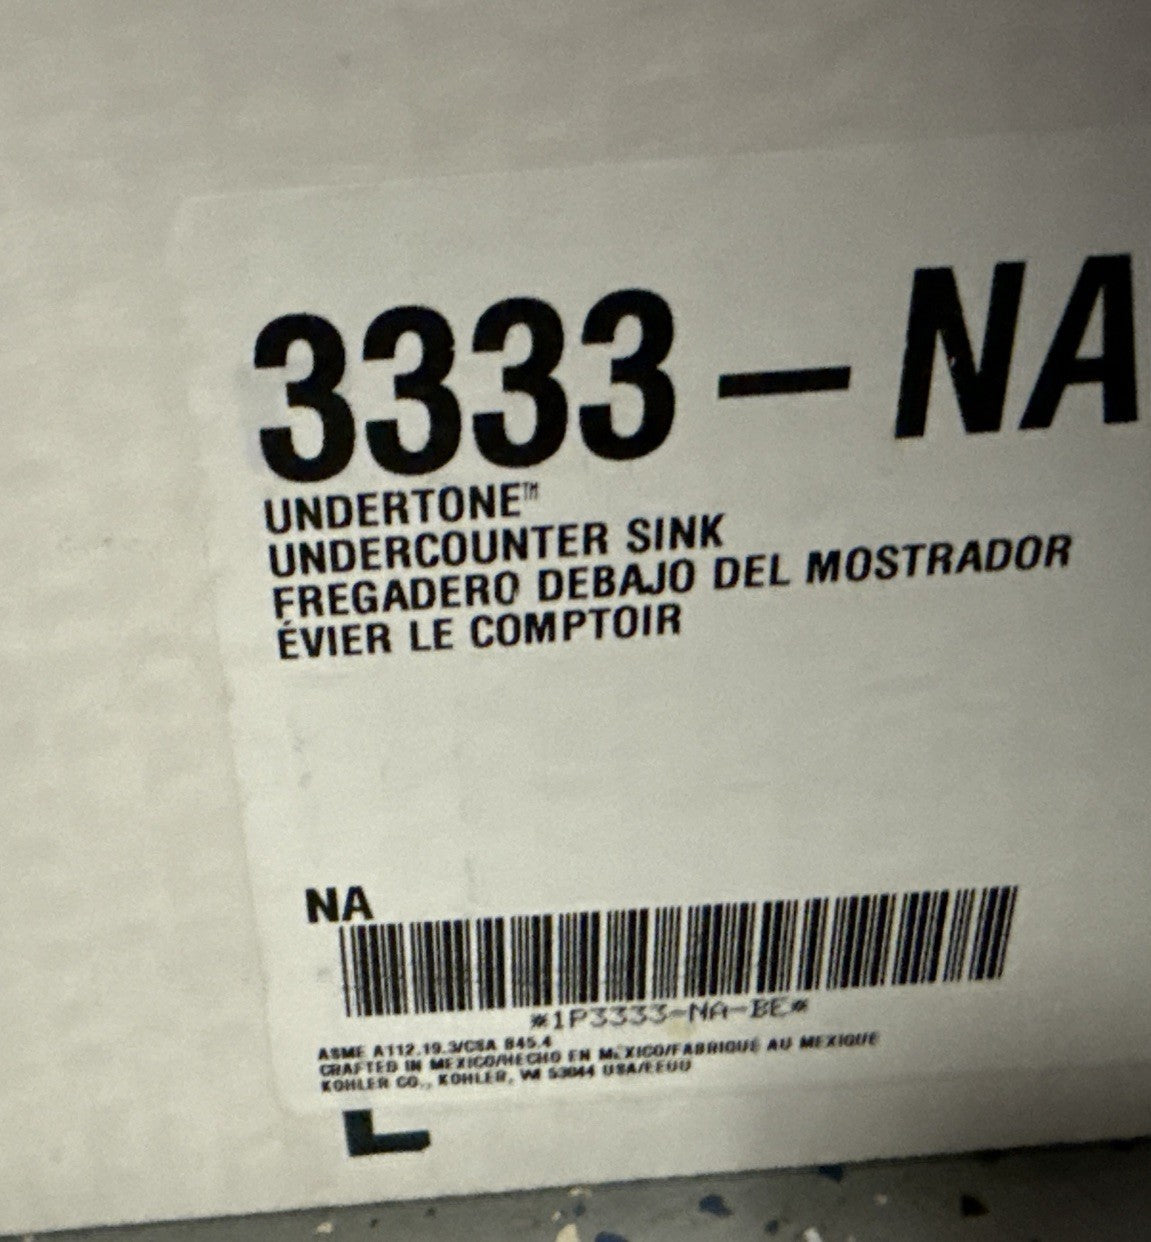 3333-NA
UNDERTONE™
UNDERCOUNTER SINK
FREGADERO DEBAJO DEL MOSTRADOR
ÉVIER LE COMPTOIR
NA
*1P3333-NA-BE*
ASME A112.19.3/CSA B45.4
CRAFTED IN MEXICO/HECHO EN MEXICO/FABRIQUÉ AU MEXIQUE
KOHLER CO., KOHLER, WI 53044 USA/EEUU